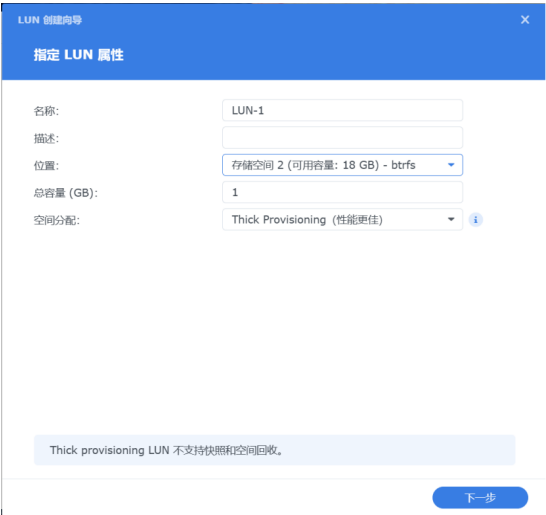 LUN 创建向导
指定 LUN 属性
名称: LUN-1
描述:
位置: 存储空间 2 (可用容量: 18 GB) - btrfs
总容量 (GB): 1
空间分配: Thick Provisioning (性能更佳)
Thick provisioning LUN 不支持快照和空间回收。
下一步